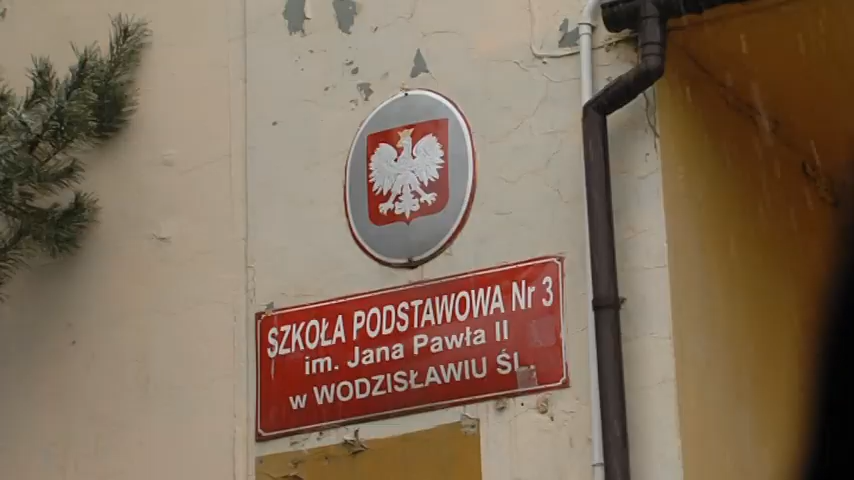 SZKOŁA PODSTAWOWA Nr 3
im. Jana Pawła II
w WODZISŁAWIU ŚL.